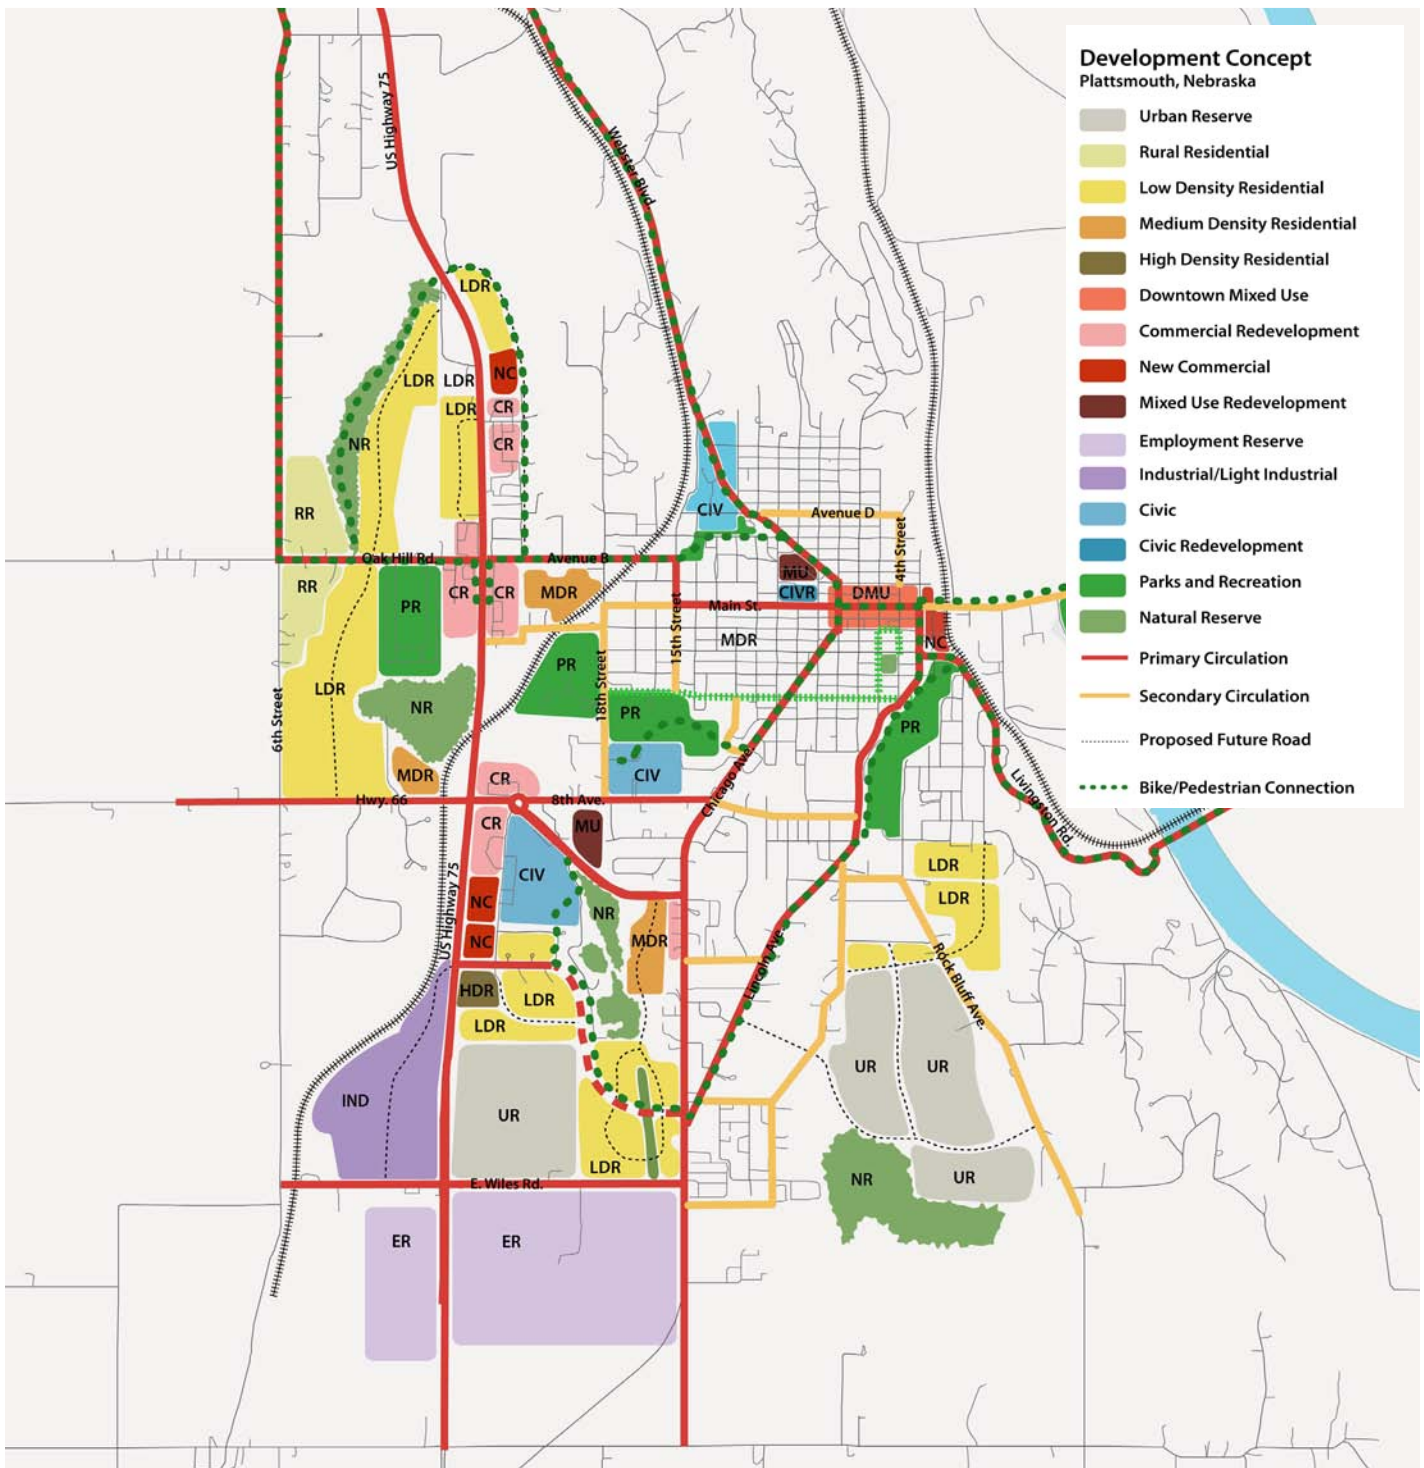 Development Concept
Plattsmouth, Nebraska
Urban Reserve
Rural Residential
Low Density Residential
Medium Density Residential
High Density Residential
Downtown Mixed Use
Commercial Redevelopment
New Commercial
Mixed Use Redevelopment
Employment Reserve
Industrial/Light Industrial
Civic
Civic Redevelopment
Parks and Recreation
Natural Reserve
Primary Circulation
Secondary Circulation
Proposed Future Road
Bike/Pedestrian Connection
US Highway 75
Webster Blvd
LDR
NC
LDR
LDR
CR
LDR
NR
CR
RR
CIV
Avenue D
4th Street
Oak Hill Rd.
Avenue B
RR
PR
CR
CR
MDR
MU
CIVR
DMU
Main St.
15th Street
MDR
NC
PR
18th Street
LDR
NR
PR
PR
6th Street
MDR
CR
CIV
Chicago Ave.
Livingston Rd.
Hwy. 66
8th Ave.
CR
MU
LDR
CIV
US Highway 75
NC
NR
LDR
NC
MDR
Lincoln Ave.
Rock Bluff Ave.
HDR
LDR
LDR
UR
UR
IND
UR
LDR
NR
UR
E. Wiles Rd.
ER
ER